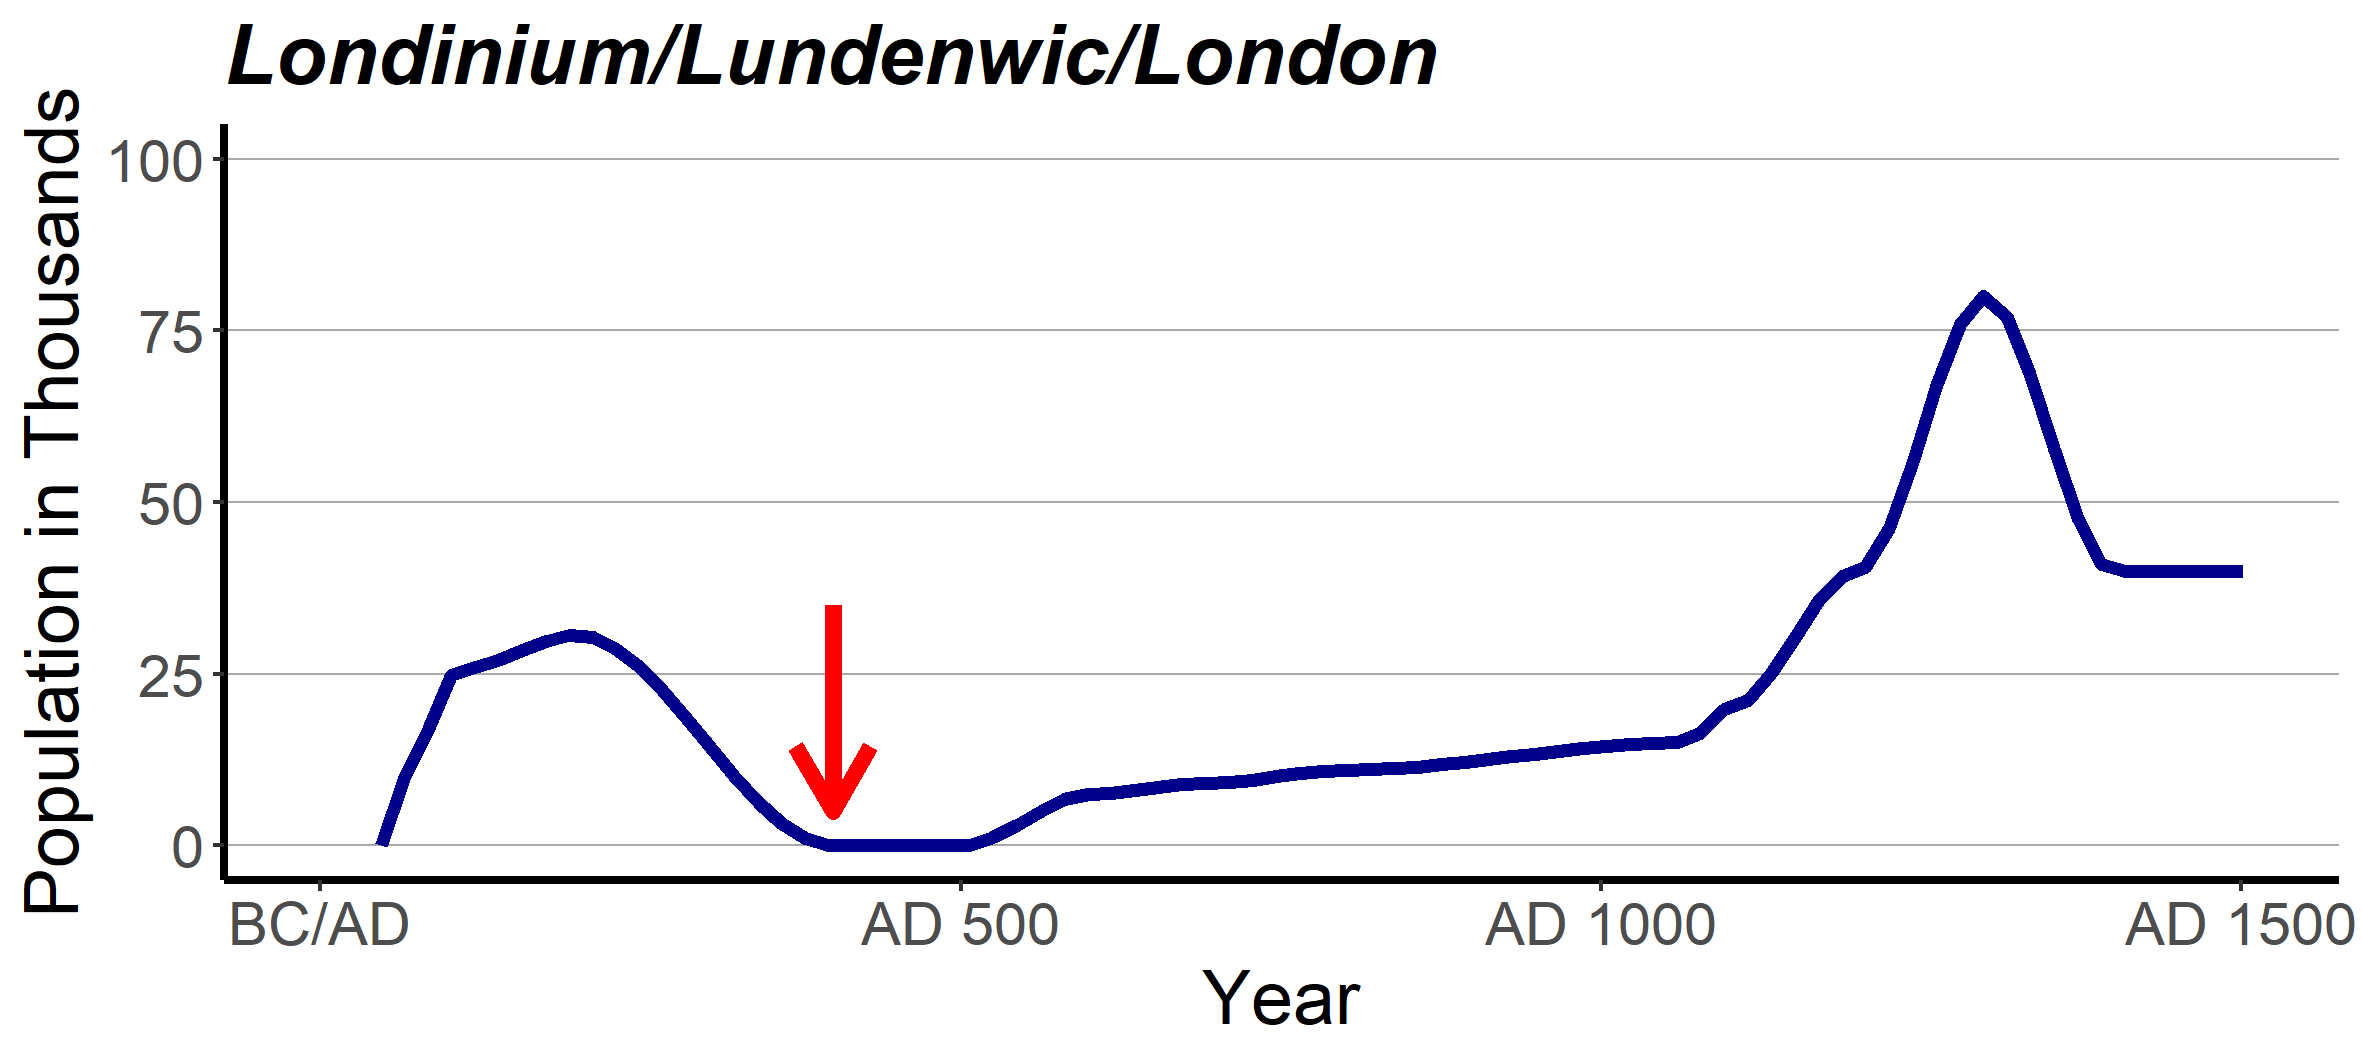 Londinium/Lundenwic/London
Population in Thousands
100
75
50
25
0
BC/AD
AD 500
AD 1000
AD 1500
Year